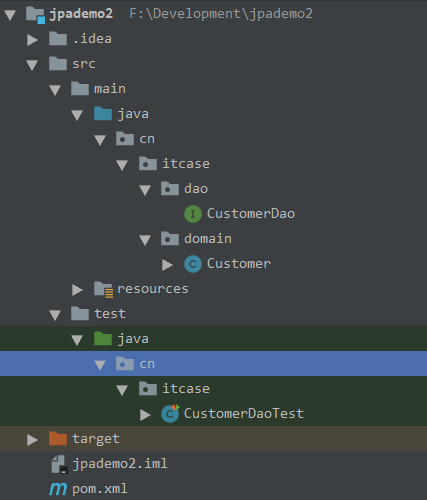 jpademo2 F:\Development\jpademo2
.idea
src
main
java
cn
itcase
dao
I CustomerDao
domain
C Customer
resources
test
java
cn
itcase
C CustomerDaoTest
target
jpademo2.iml
m pom.xml